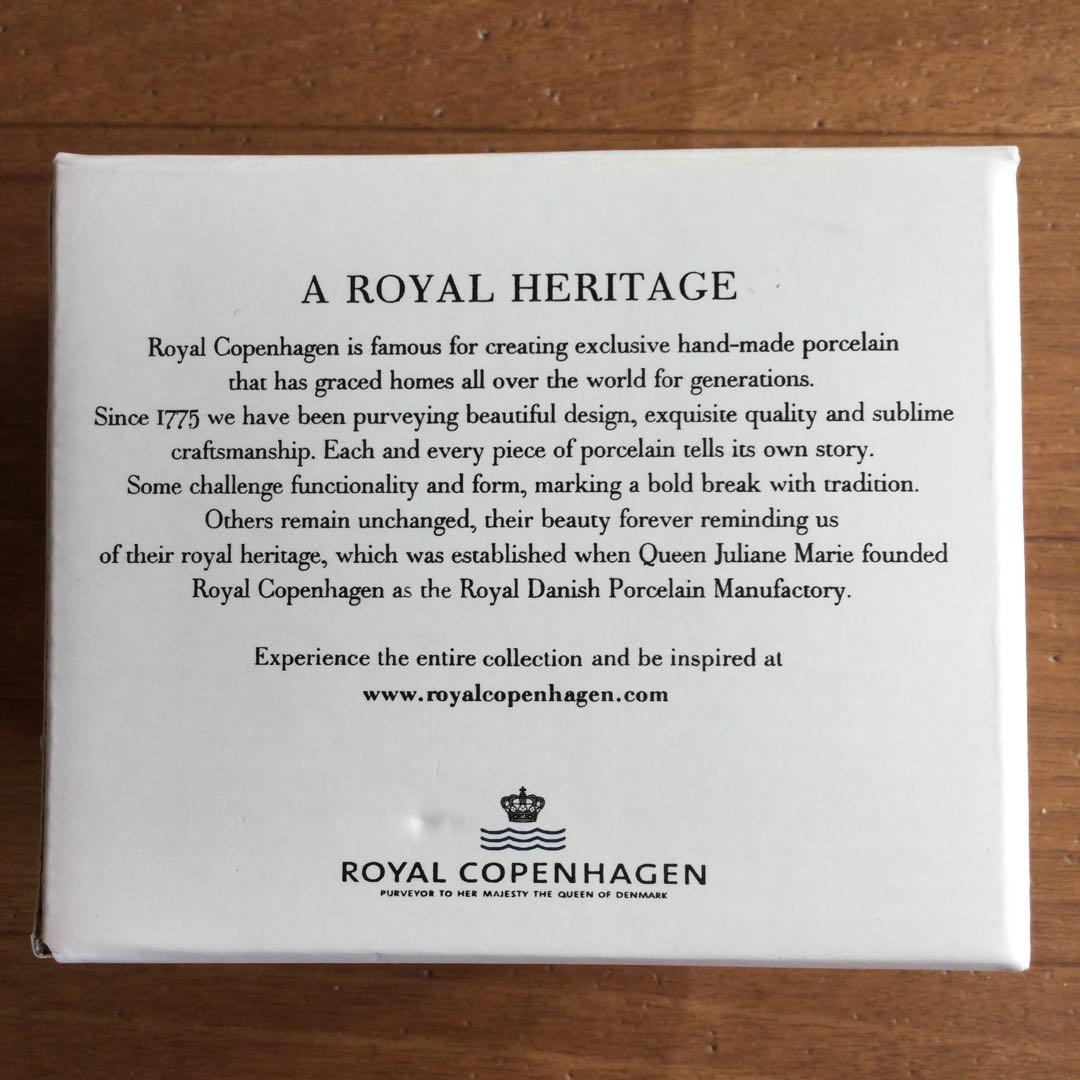 A ROYAL HERITAGE
Royal Copenhagen is famous for creating exclusive hand-made porcelain
that has graced homes all over the world for generations.
Since 1775 we have been purveying beautiful design, exquisite quality and sublime
craftsmanship. Each and every piece of porcelain tells its own story.
Some challenge functionality and form, marking a bold break with tradition.
Others remain unchanged, their beauty forever reminding us
of their royal heritage, which was established when Queen Juliane Marie founded
Royal Copenhagen as the Royal Danish Porcelain Manufactory.
Experience the entire collection and be inspired at
www.royalcopenhagen.com
ROYAL COPENHAGEN
PURVEYOR TO HER MAJESTY THE QUEEN OF DENMARK